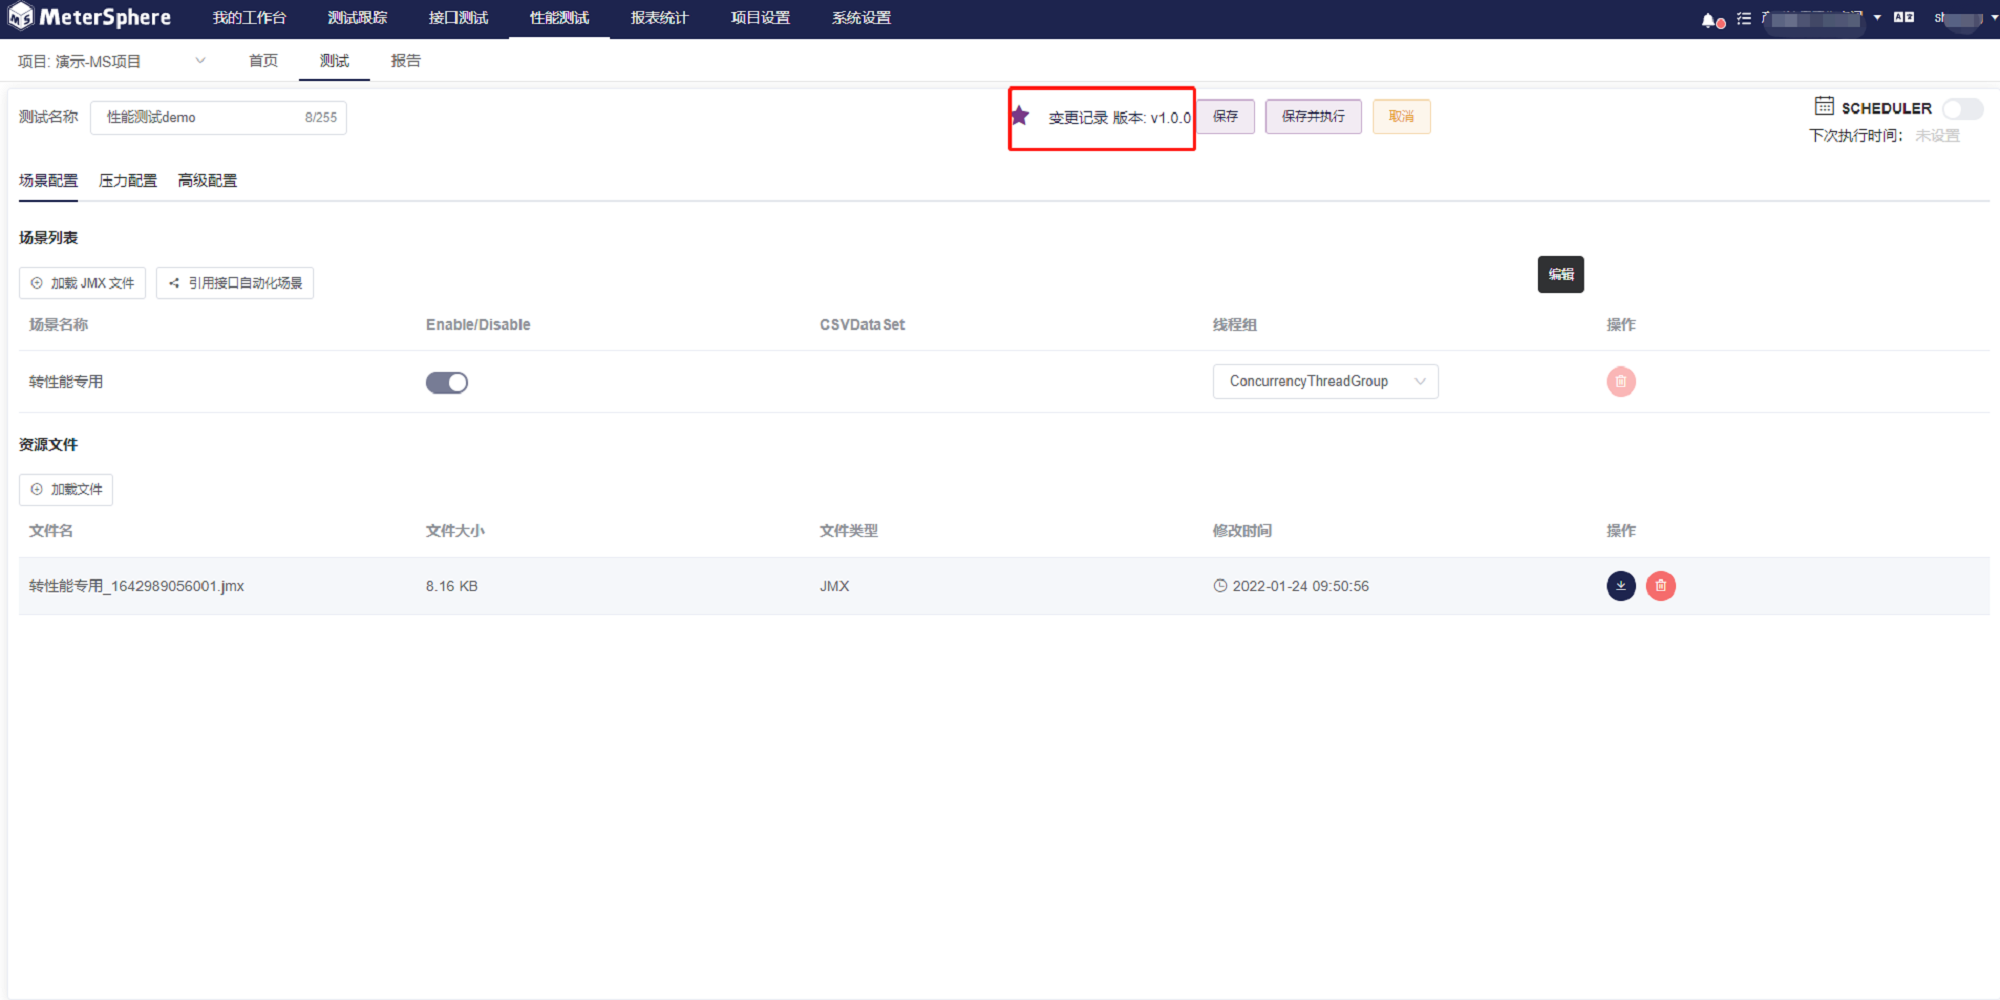 MeterSphere 我的工作台 测试跟踪 接口测试 性能测试 报表统计 项目设置 系统设置
项目: 演示-MS项目 首页 测试 报告
测试名称 性能测试demo 8/255 变更记录 版本: v1.0.0 保存 保存并执行 取消 SCHEDULER
下次执行时间： 未设置
场景配置 压力配置 高级配置
场景列表
编辑
加载 JMX 文件 引用接口自动化场景
场景名称 Enable/Disable CSVDataSet 线程组 操作
转性能专用 ConcurrencyThreadGroup
资源文件
加载文件
文件名 文件大小 文件类型 修改时间 操作
转性能专用_1642989056001.jmx 8.16 KB JMX 2022-01-24 09:50:56